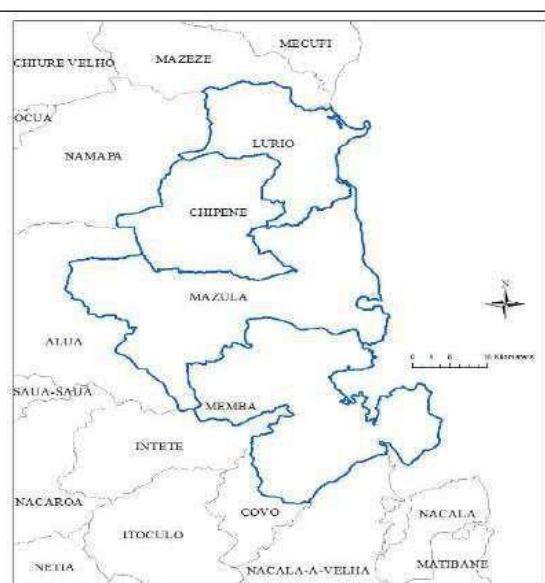 MECUFI
MAZEZE
CHIURE VELHO
OCUA
LURIO
NAMAPA
CHIPENE
N
MAZULA
ALUA
SAUA-SAUA
MEMBA
INTETE
NACAROA
COVO
NACALA
ITOCULO
NETIA
NACALA-A-VELHA
MATIBANE
Kilometers